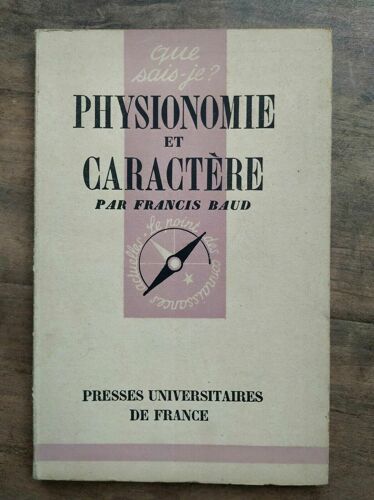 que
sais-je?
PHYSIONOMIE
ET
CARACTÈRE
PAR FRANCIS BAUD
Le point des connaissances actuelles
PRESSES UNIVERSITAIRES
DE FRANCE